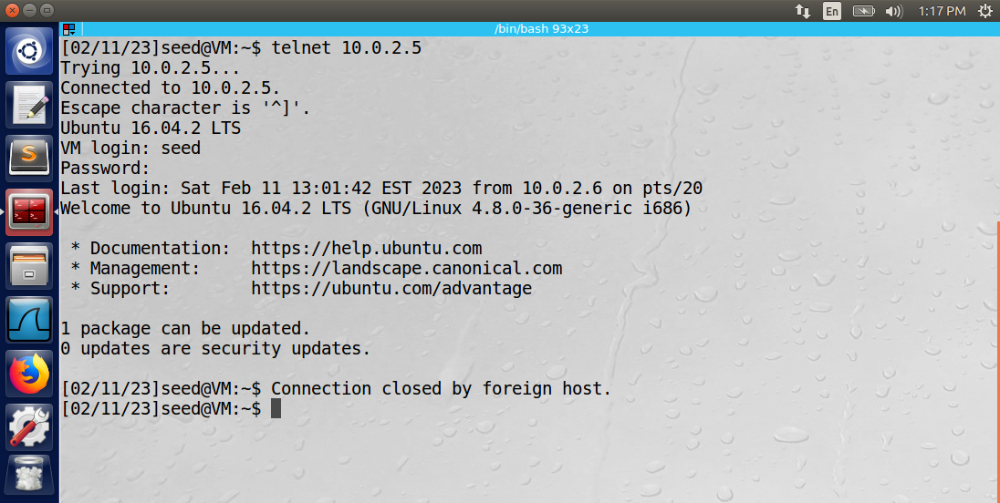 En
1:17 PM
/bin/bash 93x23
[02/11/23]seed@VM:~$ telnet 10.0.2.5
Trying 10.0.2.5...
Connected to 10.0.2.5.
Escape character is '^]'.
Ubuntu 16.04.2 LTS
VM login: seed
Password:
Last login: Sat Feb 11 13:01:42 EST 2023 from 10.0.2.6 on pts/20
Welcome to Ubuntu 16.04.2 LTS (GNU/Linux 4.8.0-36-generic i686)
* Documentation:  https://help.ubuntu.com
* Management:     https://landscape.canonical.com
* Support:        https://ubuntu.com/advantage
1 package can be updated.
0 updates are security updates.
[02/11/23]seed@VM:~$ Connection closed by foreign host.
[02/11/23]seed@VM:~$